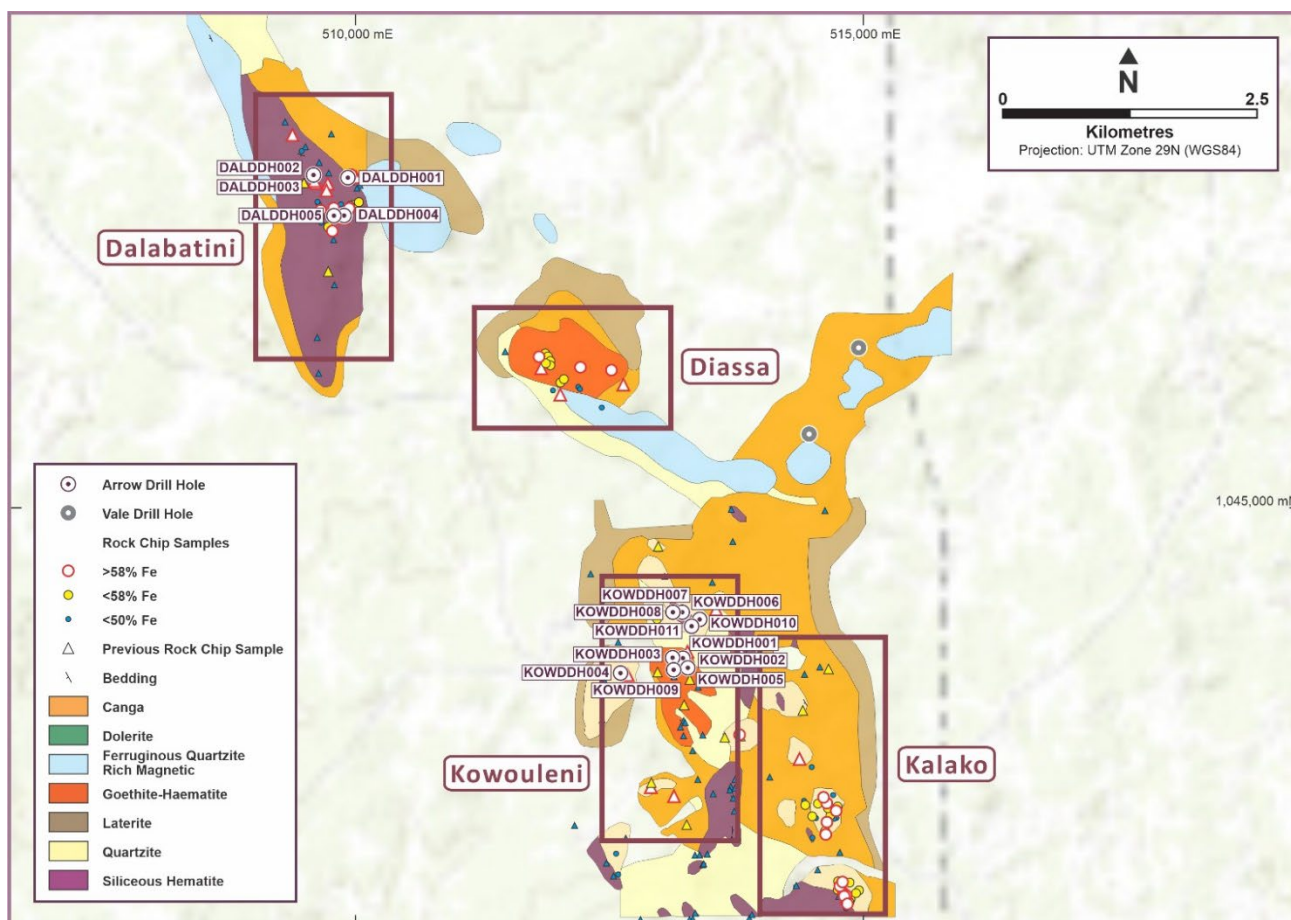 510,000 mE
515,000 mE
N
0
2.5
Kilometres
Projection: UTM Zone 29N (WGS84)
DALDDH002
DALDDH001
DALDDH003
DALDDH005
DALDDH004
Dalabatini
Diassa
1,045,000 m
Arrow Drill Hole
Vale Drill Hole
Rock Chip Samples
>58% Fe
<58% Fe
<50% Fe
Previous Rock Chip Sample
Bedding
Canga
Dolerite
Ferruginous Quartzite
Rich Magnetic
Goethite-Haematite
Laterite
Quartzite
Siliceous Hematite
KOWDDH007
KOWDDH006
KOWDDH008
KOWDDH010
KOWDDH011
KOWDDH001
KOWDDH003
KOWDDH002
KOWDDH004
KOWDDH005
KOWDDH009
Kowouleni
Kalako